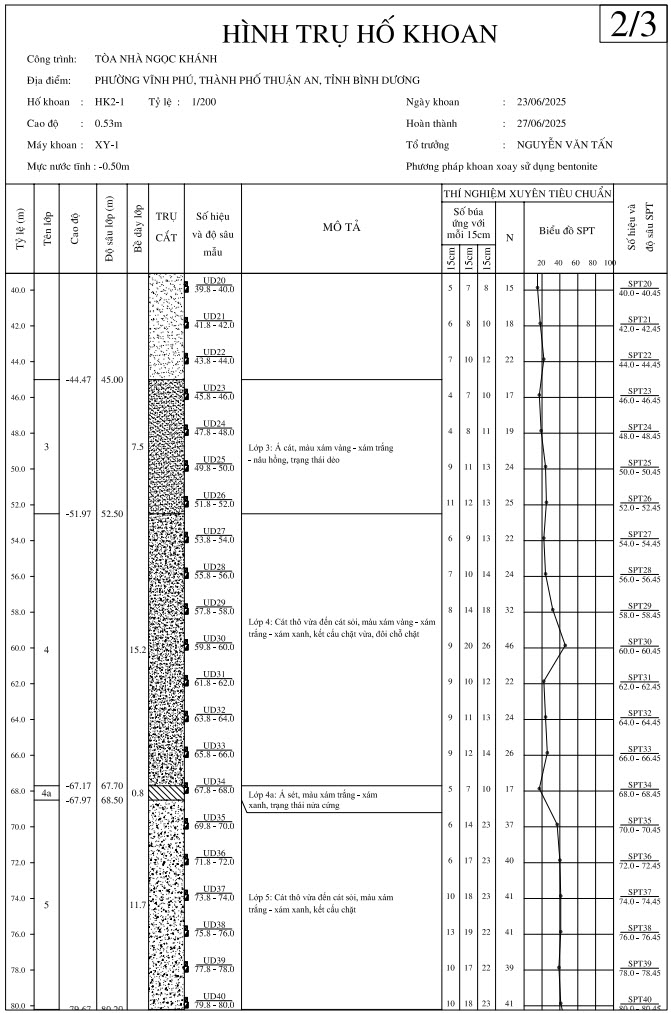 2/3
HÌNH TRỤ HỐ KHOAN
Công trình: TÒA NHÀ NGỌC KHÁNH
Địa điểm: PHƯỜNG VĨNH PHÚ, THÀNH PHỐ THUẬN AN, TỈNH BÌNH DƯƠNG
Hố khoan : HK2-1 Tỷ lệ : 1/200 Ngày khoan : 23/06/2025
Cao độ : 0.53m Hoàn thành : 27/06/2025
Máy khoan : XY-1 Tổ trưởng : NGUYỄN VĂN TẤN
Mực nước tĩnh : -0.50m Phương pháp khoan xoay sử dụng bentonite
Tỷ lệ (m)
Tên lớp
Cao độ
Độ sâu lớp (m)
Bề dày lớp
TRỤ
CẮT
Số hiệu
và độ sâu
mẫu
MÔ TẢ
THÍ NGHIỆM XUYÊN TIÊU CHUẨN
Số búa
ứng với
mỗi 15cm
15cm 15cm 15cm
N
Biểu đồ SPT
20 40 60 80 100
Số hiệu và
độ sâu SPT
40.0 UD20 39.8 - 40.0 5 7 8 15 SPT20 40.0 - 40.45
42.0 UD21 41.8 - 42.0 6 8 10 18 SPT21 42.0 - 42.45
44.0 UD22 43.8 - 44.0 7 10 12 22 SPT22 44.0 - 44.45
-44.47 45.00
46.0 UD23 45.8 - 46.0 4 7 10 17 SPT23 46.0 - 46.45
48.0 UD24 47.8 - 48.0 4 8 11 19 SPT24 48.0 - 48.45
3 7.5 Lớp 3: Á cát, màu xám vàng - xám trắng
- nâu hồng, trạng thái dẻo
50.0 UD25 49.8 - 50.0 9 11 13 24 SPT25 50.0 - 50.45
52.0 UD26 51.8 - 52.0 11 12 13 25 SPT26 52.0 - 52.45
-51.97 52.50
54.0 UD27 53.8 - 54.0 6 9 13 22 SPT27 54.0 - 54.45
56.0 UD28 55.8 - 56.0 7 10 14 24 SPT28 56.0 - 56.45
58.0 UD29 57.8 - 58.0 8 14 18 32 SPT29 58.0 - 58.45
4 15.2 Lớp 4: Cát thô vừa đến cát sỏi, màu xám vàng - xám
trắng - xám xanh, kết cấu chặt vừa, đôi chỗ chặt
60.0 UD30 59.8 - 60.0 9 20 26 46 SPT30 60.0 - 60.45
62.0 UD31 61.8 - 62.0 9 10 12 22 SPT31 62.0 - 62.45
64.0 UD32 63.8 - 64.0 9 11 13 24 SPT32 64.0 - 64.45
66.0 UD33 65.8 - 66.0 9 12 14 26 SPT33 66.0 - 66.45
-67.17 67.70
68.0 UD34 67.8 - 68.0 5 7 10 17 SPT34 68.0 - 68.45
4a 0.8 Lớp 4a: Á sét, màu xám trắng - xám
xanh, trạng thái nửa cứng
-67.97 68.50
70.0 UD35 69.8 - 70.0 6 14 23 37 SPT35 70.0 - 70.45
72.0 UD36 71.8 - 72.0 6 17 23 40 SPT36 72.0 - 72.45
74.0 UD37 73.8 - 74.0 10 18 23 41 SPT37 74.0 - 74.45
5 11.7 Lớp 5: Cát thô vừa đến cát sỏi, màu xám
trắng - xám xanh, kết cấu chặt
76.0 UD38 75.8 - 76.0 13 19 22 41 SPT38 76.0 - 76.45
78.0 UD39 77.8 - 78.0 10 17 22 39 SPT39 78.0 - 78.45
80.0 -79.67 80.20 UD40 79.8 - 80.0 10 18 23 41 SPT40 80.0 - 80.45